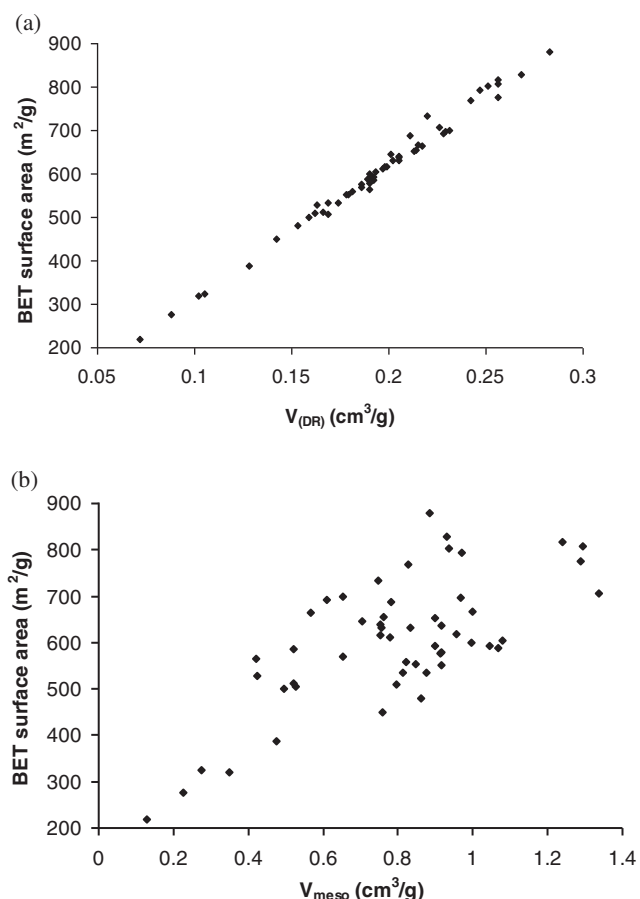 (a)
900
800
700
600
500
400
300
200
BET surface area (m²/g)
0.05 0.1 0.15 0.2 0.25 0.3
V(DR) (cm³/g)
(b)
900
800
700
600
500
400
300
200
BET surface area (m²/g)
0 0.2 0.4 0.6 0.8 1 1.2 1.4
Vmeso (cm³/g)